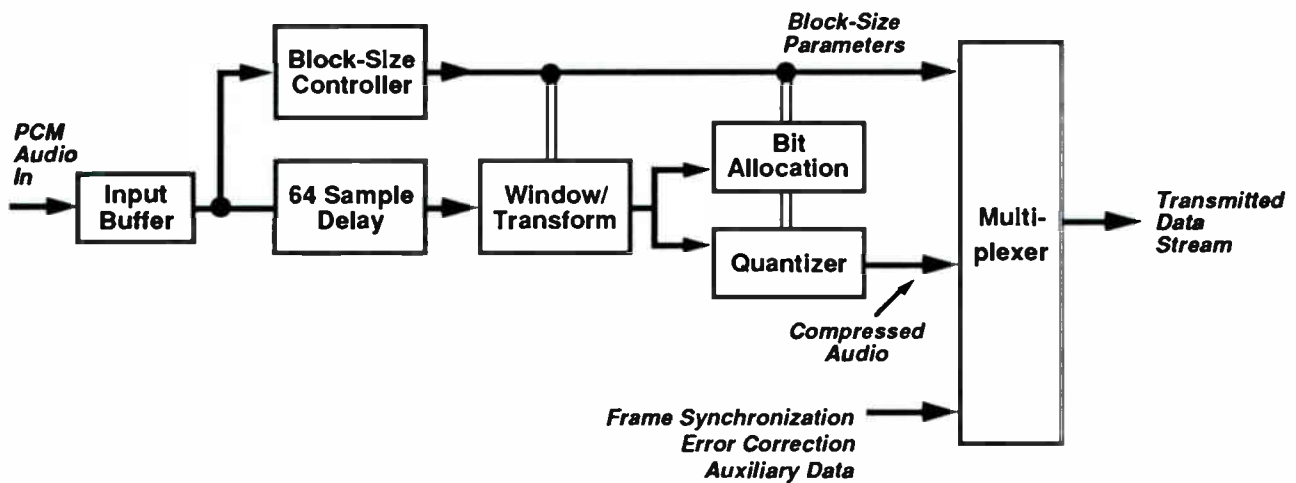 Block-Size
Controller
Block-Size
Parameters
PCM
Audio
In
Input
Buffer
64 Sample
Delay
Window/
Transform
Bit
Allocation
Quantizer
Multi-
plexer
Transmitted
Data
Stream
Compressed
Audio
Frame Synchronization
Error Correction
Auxiliary Data